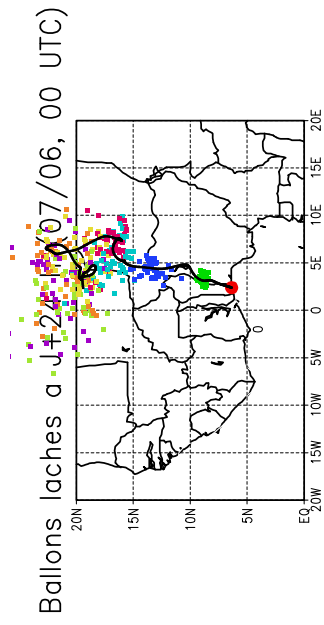 Ballons laches a J+24h 07/06, 00 UTC)
20N
15N
10N
5N
EQ
20W
15W
10W
5W
0
5E
10E
15E
20E
0